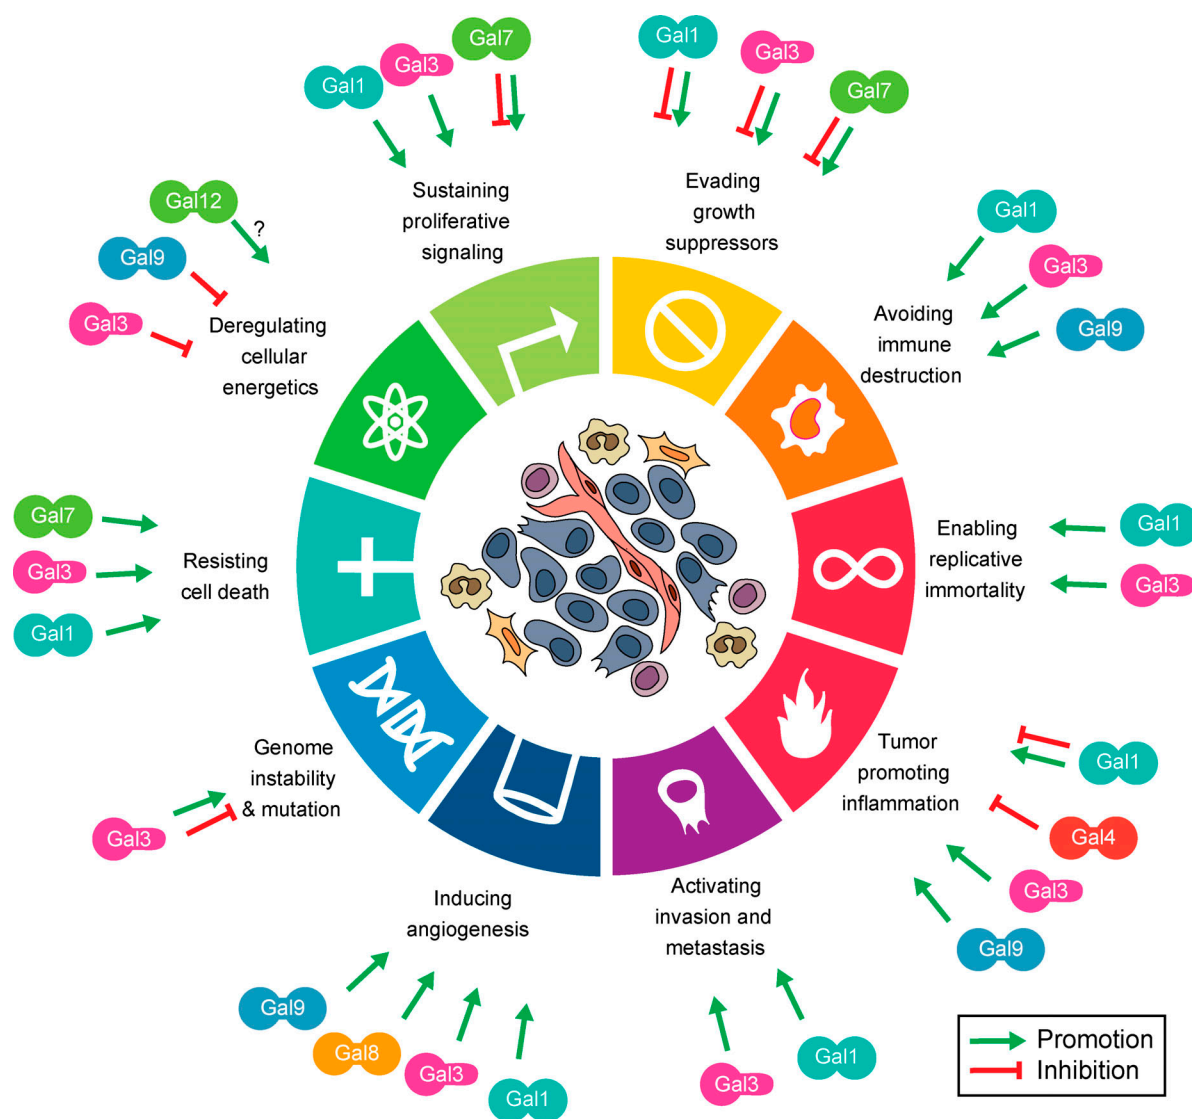 Gal1
Gal3
Gal7
Sustaining
proliferative
signaling
Gal1
Gal3
Gal7
Evading
growth
suppressors
Gal1
Gal3
Gal9
Avoiding
immune
destruction
Gal12
?
Gal9
Gal3
Deregulating
cellular
energetics
Gal7
Gal3
Gal1
Resisting
cell death
Enabling
replicative
immortality
Gal1
Gal3
Genome
instability
& mutation
Gal3
Tumor
promoting
inflammation
Gal1
Gal4
Gal3
Gal9
Inducing
angiogenesis
Gal9
Gal8
Gal3
Gal1
Activating
invasion and
metastasis
Gal3
Gal1
Promotion
Inhibition